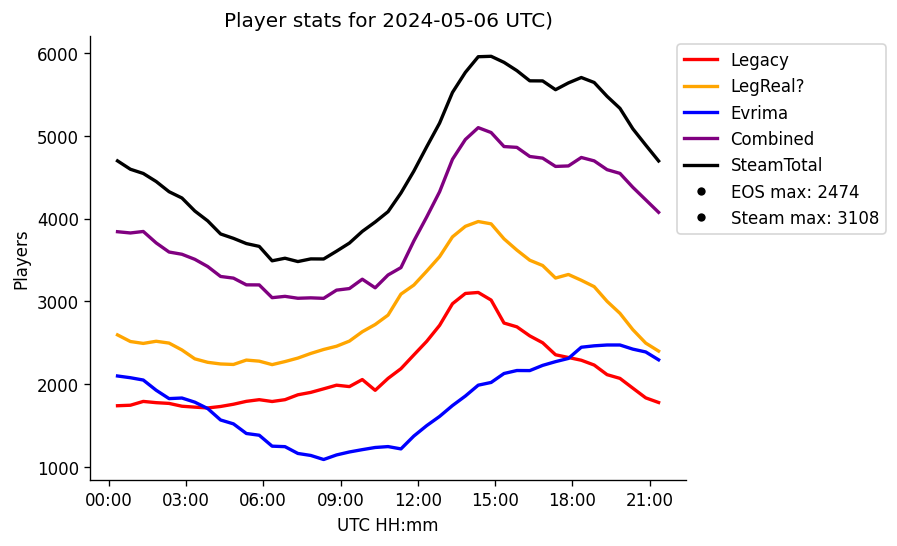 Player stats for 2024-05-06 UTC)
6000
5000
4000
3000
2000
1000
Players
00:00 03:00 06:00 09:00 12:00 15:00 18:00 21:00
UTC HH:mm
Legacy
LegReal?
Evrima
Combined
SteamTotal
EOS max: 2474
Steam max: 3108